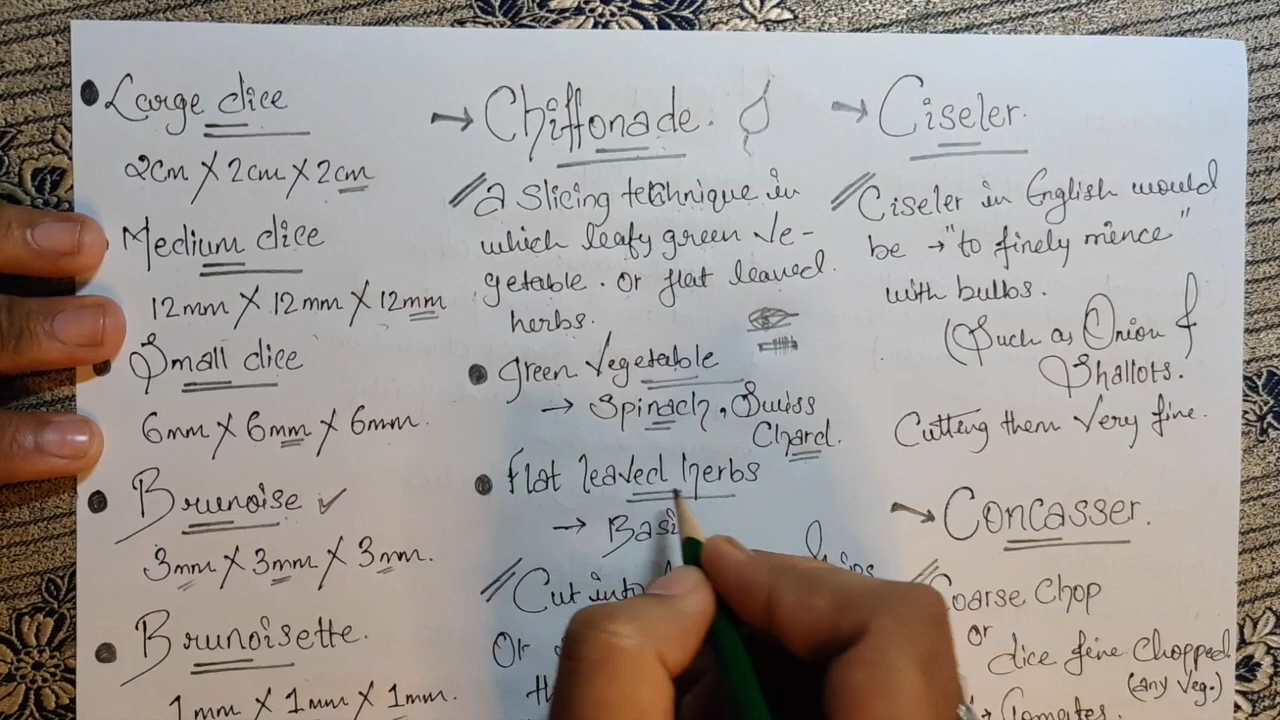 Large dice
2cm X 2cm X 2cm
Medium dice
12mm X 12mm X 12mm
Small dice
6mm X 6mm X 6mm.
Brunoise ✓
3mm X 3mm X 3mm.
Brunoisette.
1mm X 1mm X 1mm.
→ Chiffonade.
a slicing technique in
which leafy green Ve-
getable. or flat leaved
herbs.
Green Vegetable
→ Spinach, Swiss
Chard.
Flat leaved herbs
→ Basi
Cut into
Or
→ Ciseler.
Ciseler in English would
be → "to finely mence"
with bulbs.
(Such as Onion &
Shallots.
Cutting them Very fine.
→ Concasser.
Coarse Chop
or
dice fine Chopped
(any Veg.)
Tomatoes.